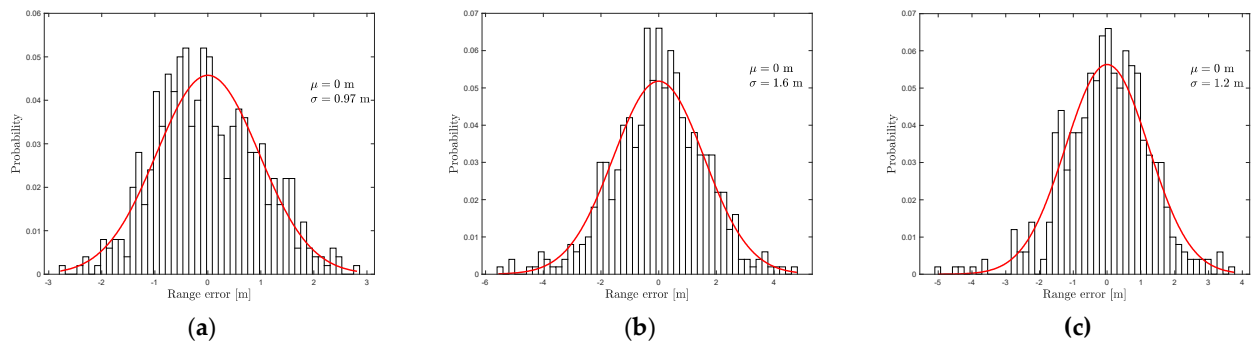 0.06
0.05
0.04
0.03
0.02
0.01
0
Probability
μ = 0 m
σ = 0.97 m
-3 -2 -1 0 1 2 3
Range error [m]
(a)
0.07
0.06
0.05
0.04
0.03
0.02
0.01
0
Probability
μ = 0 m
σ = 1.6 m
-6 -4 -2 0 2 4
Range error [m]
(b)
0.07
0.06
0.05
0.04
0.03
0.02
0.01
0
Probability
μ = 0 m
σ = 1.2 m
-5 -4 -3 -2 -1 0 1 2 3 4
Range error [m]
(c)